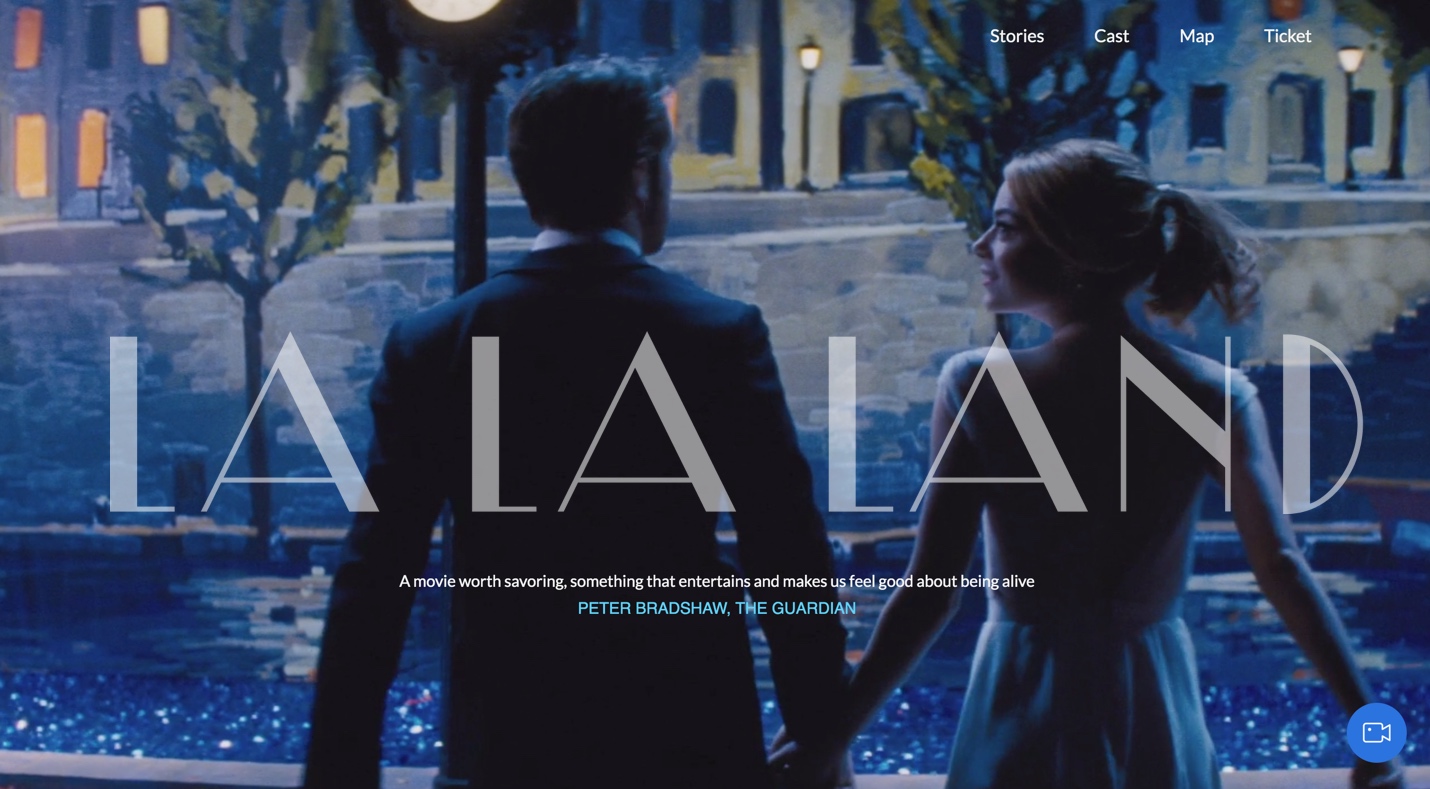 Stories Cast Map Ticket
LA LA LAND
A movie worth savoring, something that entertains and makes us feel good about being alive
PETER BRADSHAW, THE GUARDIAN